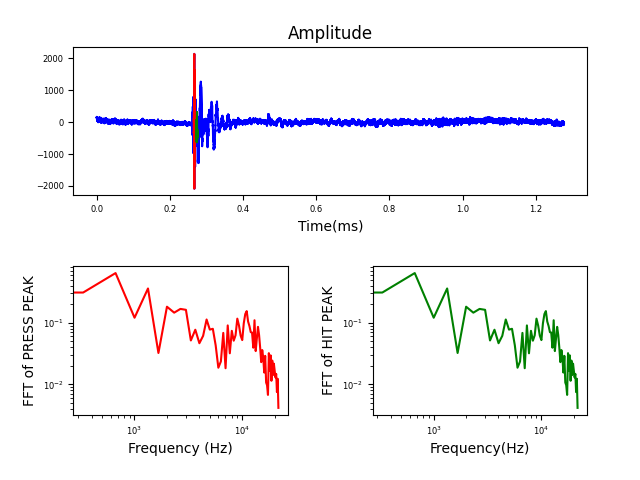 Amplitude
2000
1000
0
−1000
−2000
0.0 0.2 0.4 0.6 0.8 1.0 1.2
Time(ms)
FFT of PRESS PEAK
10⁻¹
10⁻²
10³ 10⁴
Frequency (Hz)
FFT of HIT PEAK
10⁻¹
10⁻²
10³ 10⁴
Frequency(Hz)